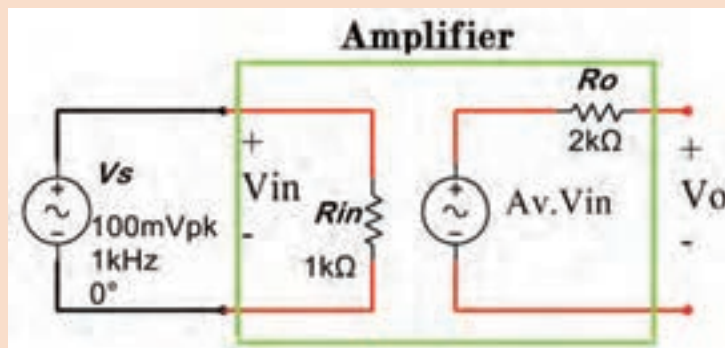 Amplifier
Ro
2kΩ
+
Vs
+
Vin
-
Rin
1kΩ
+
~
-
Av.Vin
+
Vo
-
100mVpk
1kHz
0°
+
~
-